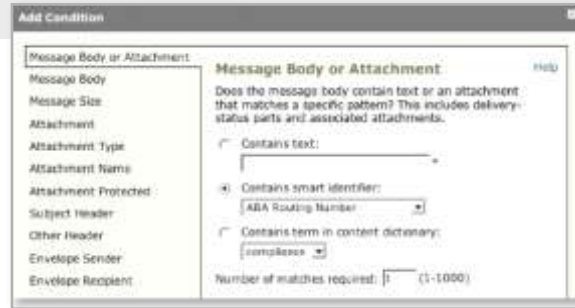 Add Condition
Message Body or Attachment
Message Body
Message Size
Attachment
Attachment Type
Attachment Name
Attachment Protected
Subject Header
Other Header
Envelope Sender
Envelope Recipient
Message Body or Attachment
Help
Does the message body contain text or an attachment
that matches a specific pattern? This includes delivery-
status parts and associated attachments.
Contains text:
Contains smart identifier:
ABA Routing Number
Contains term in content dictionary:
compliance
Number of matches required: 1 (1-1000)